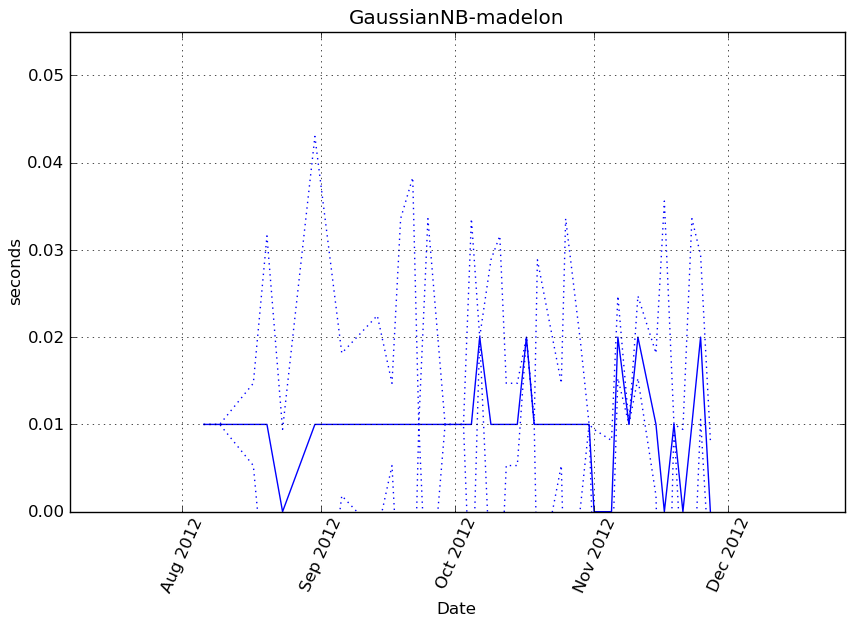 GaussianNB-madelon
0.05
0.04
0.03
0.02
0.01
0.00
seconds
Aug 2012
Sep 2012
Oct 2012
Nov 2012
Dec 2012
Date